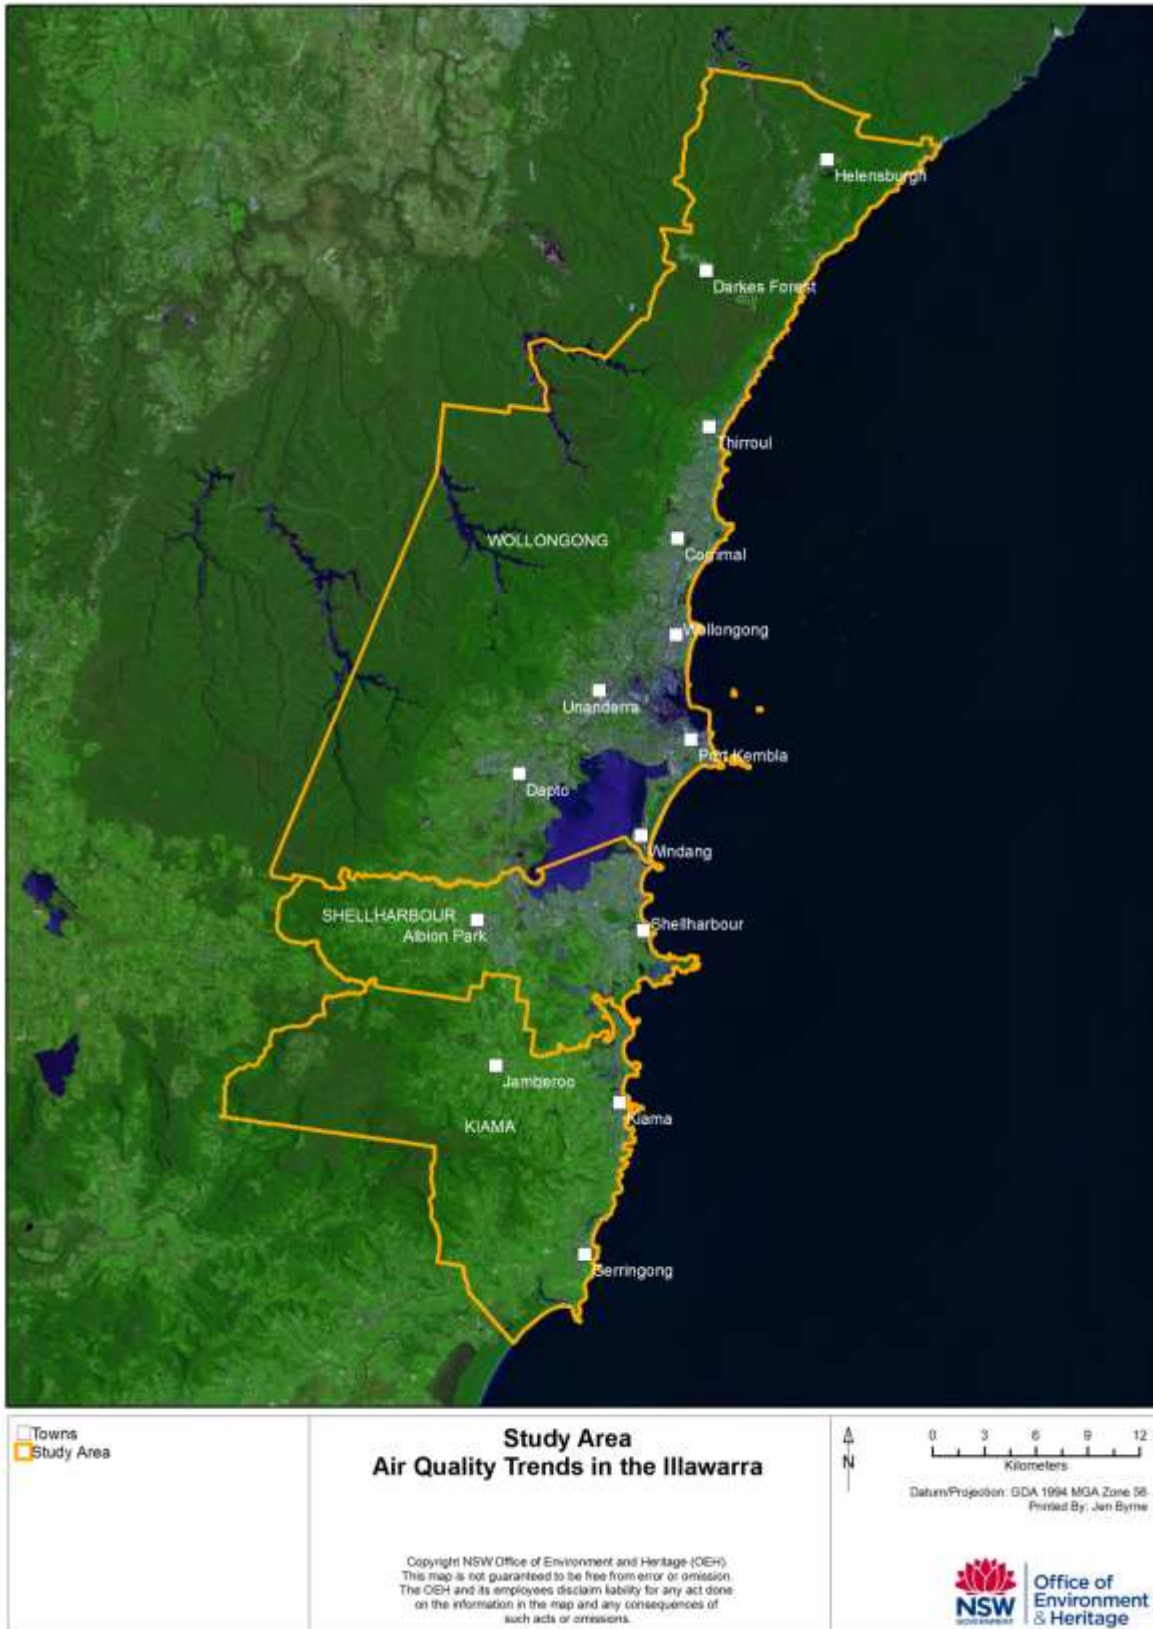 Helensburgh
Darkes Forest
Thirroul
WOLLONGONG
Corrimal
Wollongong
Unanderra
Port Kembla
Dapto
Windang
SHELLHARBOUR
Shellharbour
Albion Park
Jamberoo
KIAMA
Kiama
Gerringong
Towns
Study Area
Study Area
Air Quality Trends in the Illawarra
Copyright NSW Office of Environment and Heritage (OEH)
This map is not guaranteed to be free from error or omission.
The OEH and its employees disclaim liability for any act done
on the information in the map and any consequences of
such acts or omissions.
N
0 3 6 9 12
Kilometers
Datum/Projection: GDA 1994 MGA Zone 56
Printed By: Jen Byrne
NSW
GOVERNMENT
Office of
Environment
& Heritage